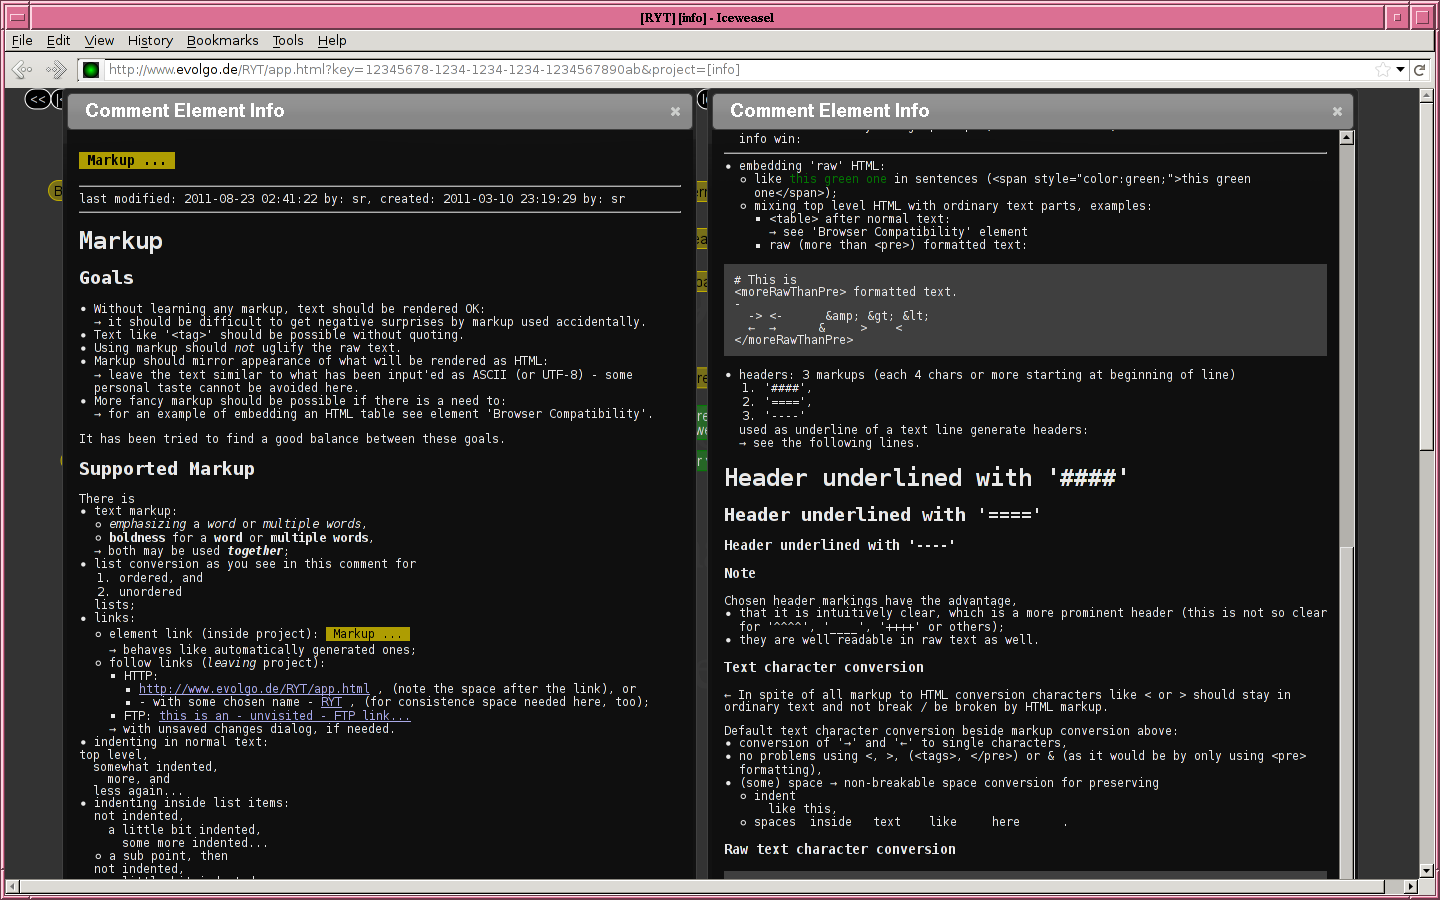 [RYT] [info] - Iceweasel
File Edit View History Bookmarks Tools Help
http://www.evolgo.de/RYT/app.html?key=12345678-1234-1234-1234-1234567890ab&project=[info]
<<
Comment Element Info
Markup ...
last modified: 2011-08-23 02:41:22 by: sr, created: 2011-03-10 23:19:29 by: sr
Markup
Goals
• Without learning any markup, text should be rendered OK:
→ it should be difficult to get negative surprises by markup used accidentally.
• Text like '<tag>' should be possible without quoting.
• Using markup should not uglify the raw text.
• Markup should mirror appearance of what will be rendered as HTML:
→ leave the text similar to what has been input'ed as ASCII (or UTF-8) - some
personal taste cannot be avoided here.
• More fancy markup should be possible if there is a need to:
→ for an example of embedding an HTML table see element 'Browser Compatibility'.
It has been tried to find a good balance between these goals.
Supported Markup
There is
• text markup:
◦ emphasizing a word or multiple words,
◦ boldness for a word or multiple words,
→ both may be used together;
• list conversion as you see in this comment for
1. ordered, and
2. unordered
lists;
• links:
◦ element link (inside project): Markup ...
→ behaves like automatically generated ones;
◦ follow links (leaving project):
▪ HTTP:
▪ http://www.evolgo.de/RYT/app.html , (note the space after the link), or
▪ - with some chosen name - RYT , (for consistence space needed here, too);
▪ FTP: this is an - unvisited - FTP link...
→ with unsaved changes dialog, if needed.
• indenting in normal text:
top level,
somewhat indented,
more, and
less again...
• indenting inside list items:
not indented,
a little bit indented,
some more indented...
◦ a sub point, then
not indented,
Comment Element Info
info win:
• embedding 'raw' HTML:
◦ like this green one in sentences (<span style="color:green;">this green
one</span>);
◦ mixing top level HTML with ordinary text parts, examples:
▪ <table> after normal text:
→ see 'Browser Compatibility' element
▪ raw (more than <pre>) formatted text:
# This is
<moreRawThanPre> formatted text.
-
-> <- &amp; &gt; &lt;
← → & > <
</moreRawThanPre>
• headers: 3 markups (each 4 chars or more starting at beginning of line)
1. '####',
2. '====',
3. '----'
used as underline of a text line generate headers:
→ see the following lines.
Header underlined with '####'
Header underlined with '===='
Header underlined with '----'
Note
Chosen header markings have the advantage,
• that it is intuitively clear, which is a more prominent header (this is not so clear
for '^^^^', '____', '++++' or others);
• they are well readable in raw text as well.
Text character conversion
← In spite of all markup to HTML conversion characters like < or > should stay in
ordinary text and not break / be broken by HTML markup.
Default text character conversion beside markup conversion above:
• conversion of '→' and '←' to single characters,
• no problems using <, >, (<tags>, </pre>) or & (as it would be by only using <pre>
formatting),
• (some) space → non-breakable space conversion for preserving
◦ indent
like this,
◦ spaces inside text like here .
Raw text character conversion